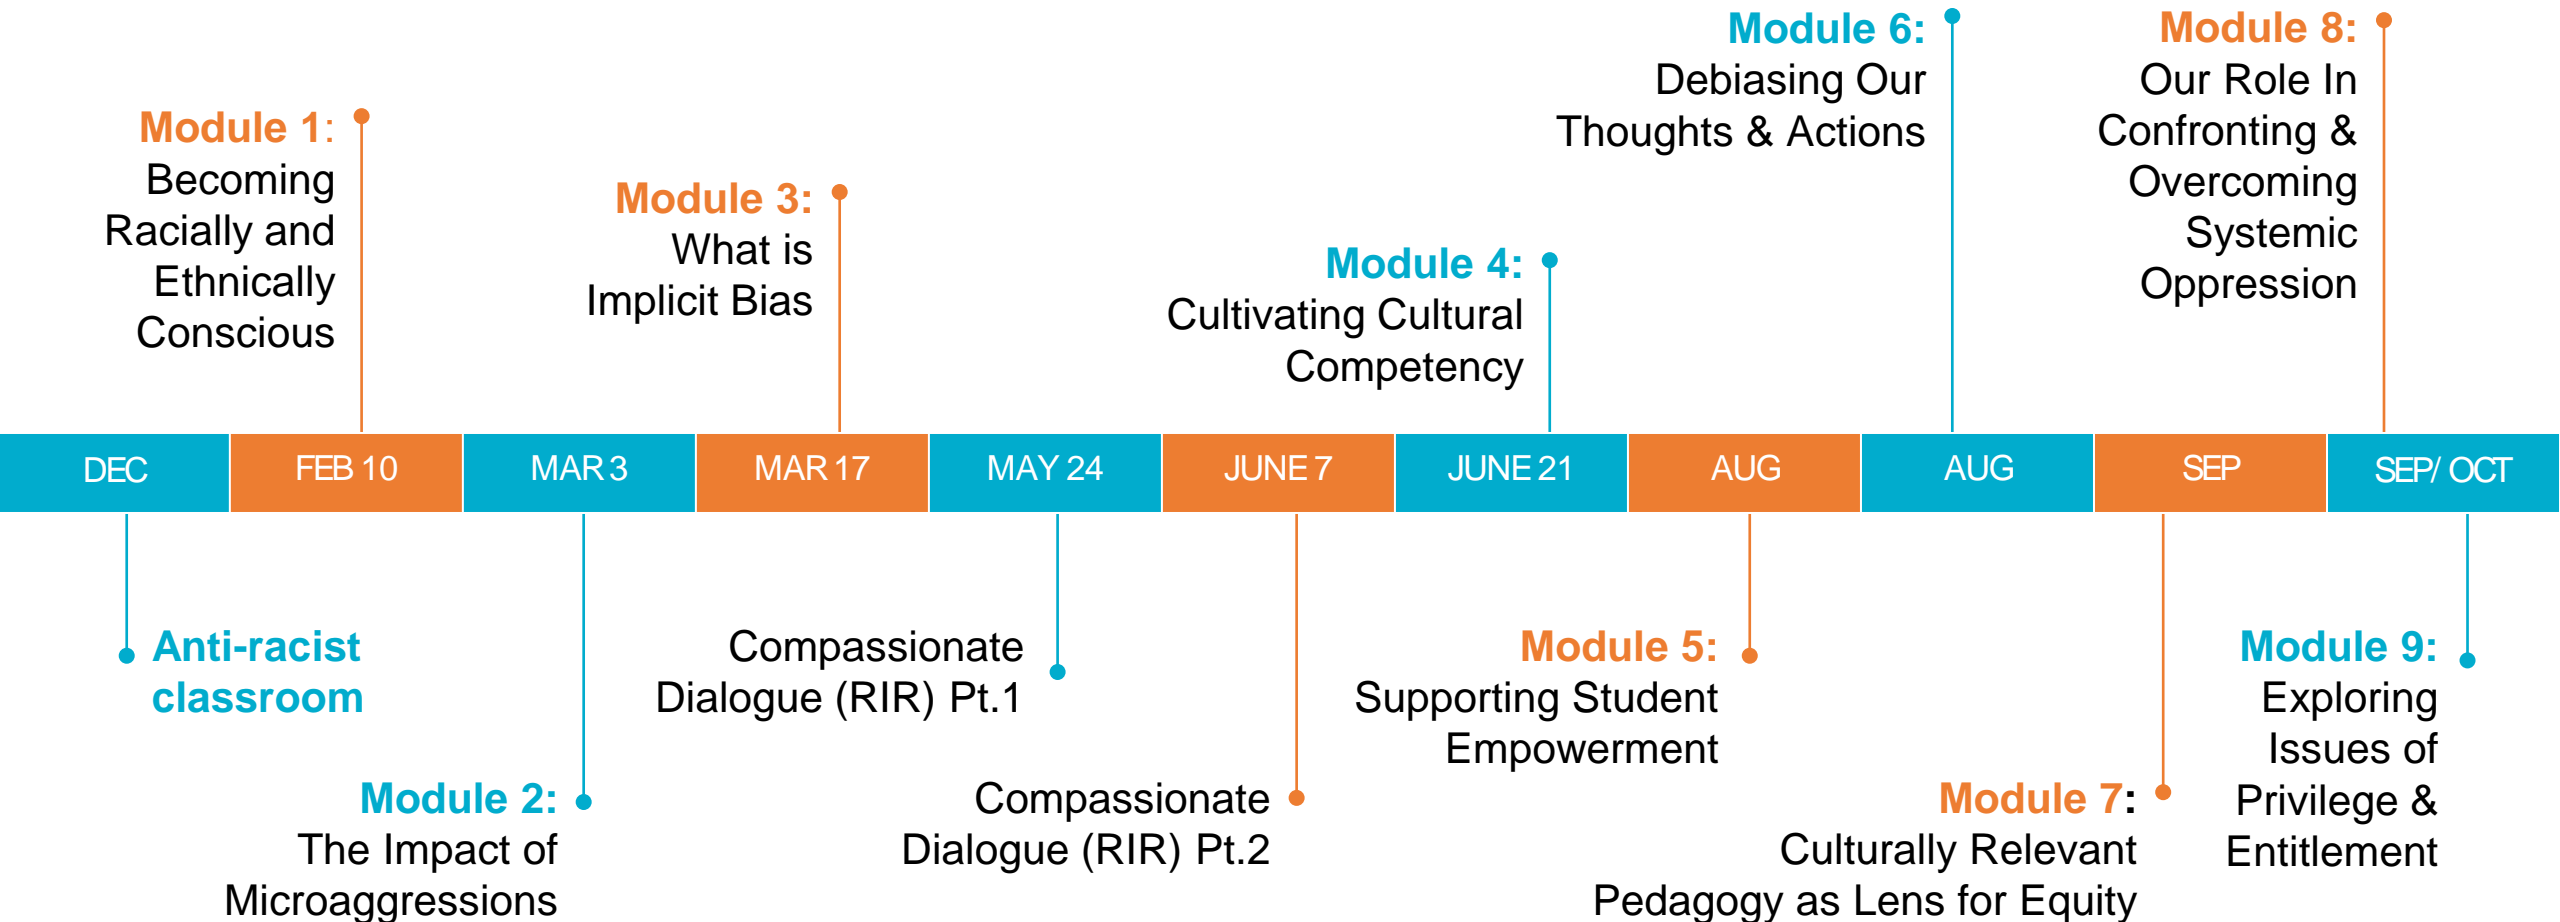 Module 1:
Becoming
Racially and
Ethnically
Conscious
Module 3:
What is
Implicit Bias
Module 4:
Cultivating Cultural
Competency
Module 6:
Debiasing Our
Thoughts & Actions
Module 8:
Our Role In
Confronting &
Overcoming
Systemic
Oppression
DEC
FEB 10
MAR 3
MAR 17
MAY 24
JUNE 7
JUNE 21
AUG
AUG
SEP
SEP/ OCT
Anti-racist
classroom
Module 2:
The Impact of
Microaggressions
Compassionate
Dialogue (RIR) Pt.1
Compassionate
Dialogue (RIR) Pt.2
Module 5:
Supporting Student
Empowerment
Module 7:
Culturally Relevant
Pedagogy as Lens for Equity
Module 9:
Exploring
Issues of
Privilege &
Entitlement